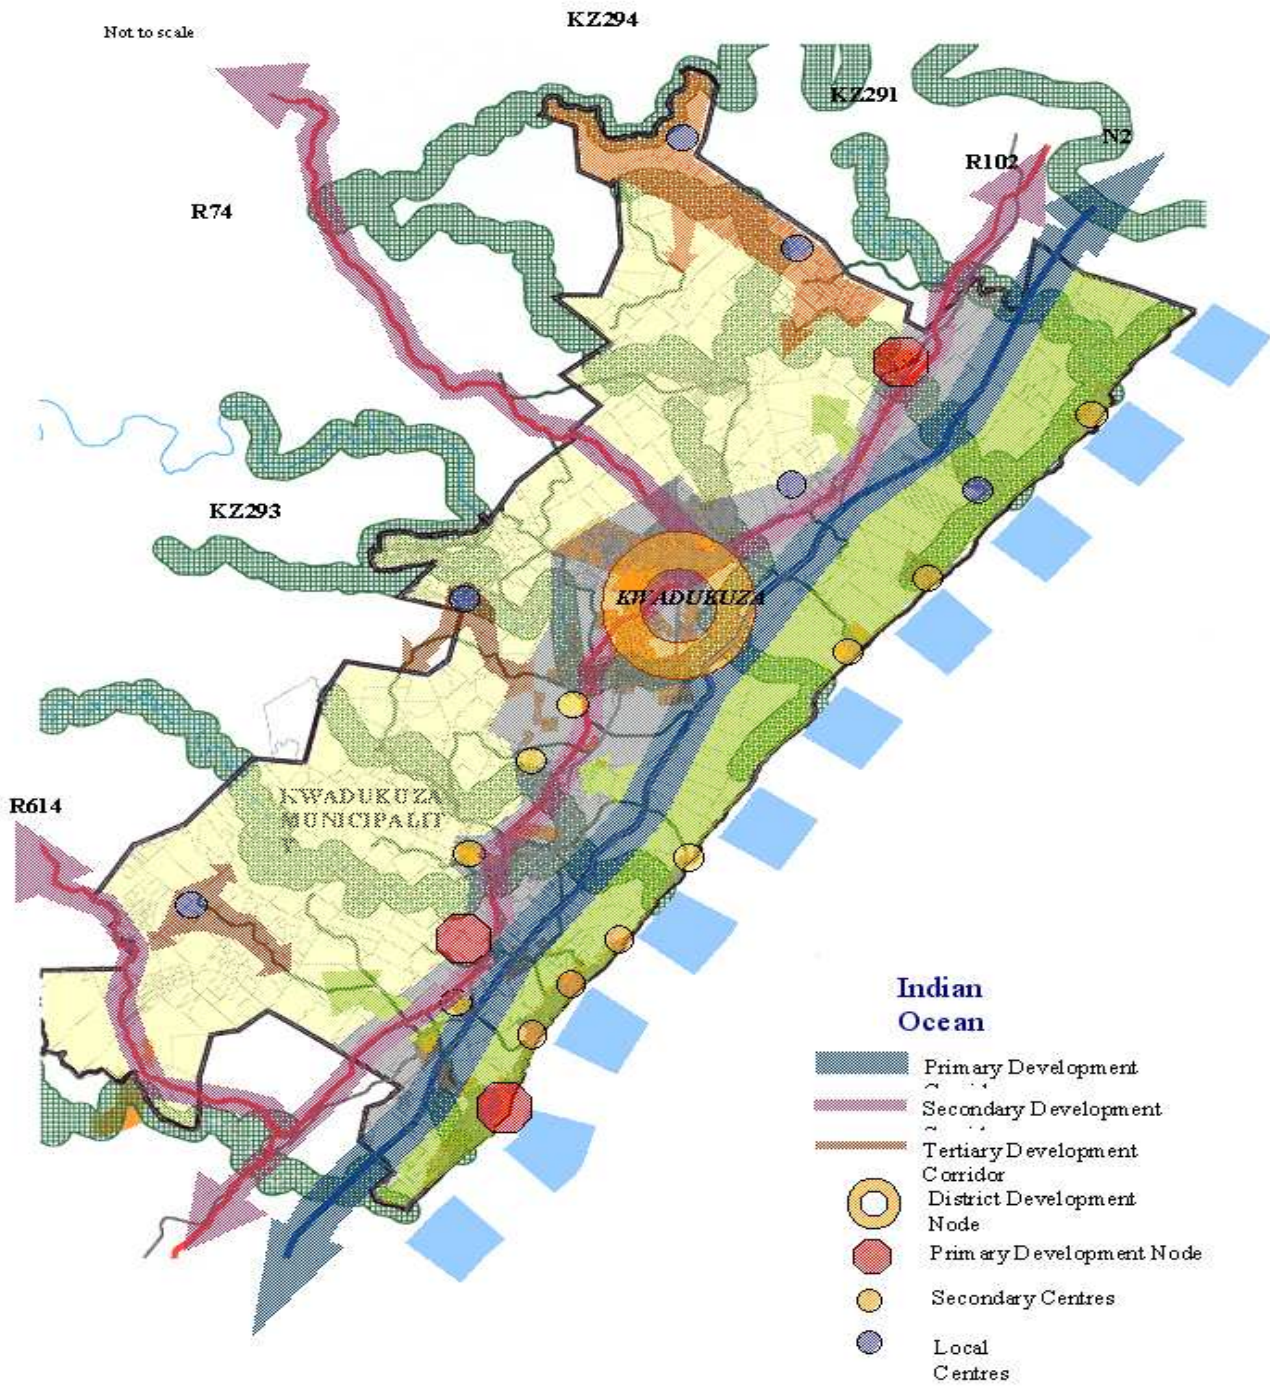 KZ294
Not to scale
KZ291
N2
R102
R74
KZ293
KWADUKUZA
KWADUKUZA
MUNICIPALIT
R614
Indian
Ocean
Primary Development
Secondary Development
Tertiary Development
Corridor
District Development
Node
Primary Development Node
Secondary Centres
Local
Centres